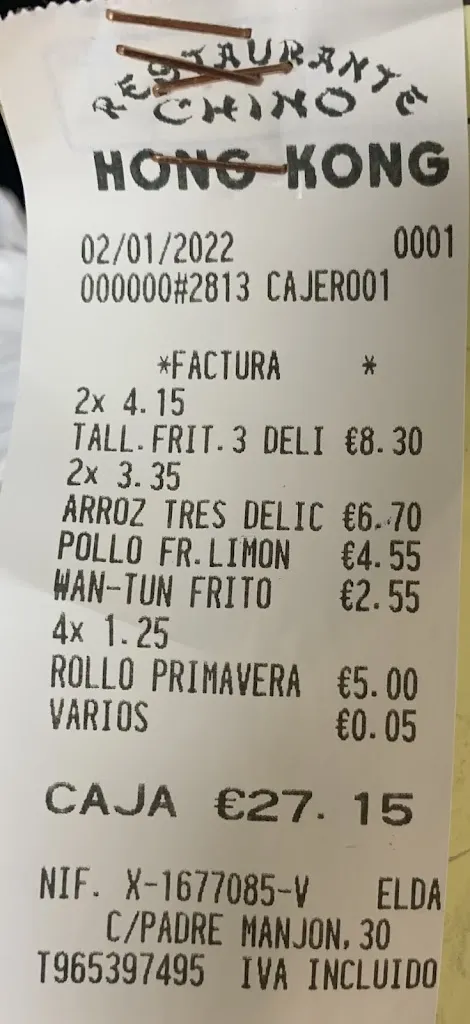 RESTAURANTE
CHINO
HONG KONG
02/01/2022 0001
000000#2813 CAJERO01
*FACTURA *
2x 4.15
TALL.FRIT.3 DELI €8.30
2x 3.35
ARROZ TRES DELIC €6.70
POLLO FR.LIMON €4.55
WAN-TUN FRITO €2.55
4x 1.25
ROLLO PRIMAVERA €5.00
VARIOS €0.05
CAJA €27.15
NIF. X-1677085-V ELDA
C/PADRE MANJON,30
T965397495 IVA INCLUIDO